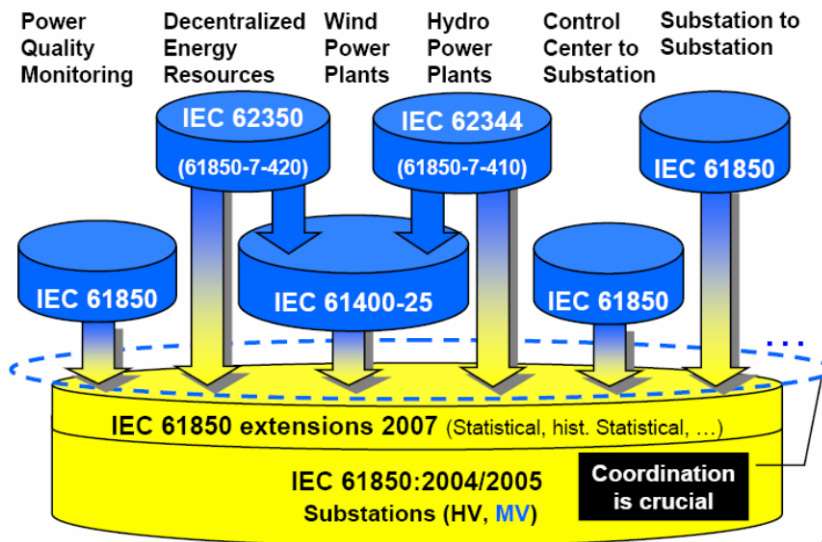 Power
Quality
Monitoring
Decentralized
Energy
Resources
Wind
Power
Plants
Hydro
Power
Plants
Control
Center to
Substation
Substation to
Substation
IEC 62350
(61850-7-420)
IEC 62344
(61850-7-410)
IEC 61850
IEC 61850
IEC 61400-25
IEC 61850
...
IEC 61850 extensions 2007 (Statistical, hist. Statistical, ...)
IEC 61850:2004/2005
Substations (HV, MV)
Coordination
is crucial